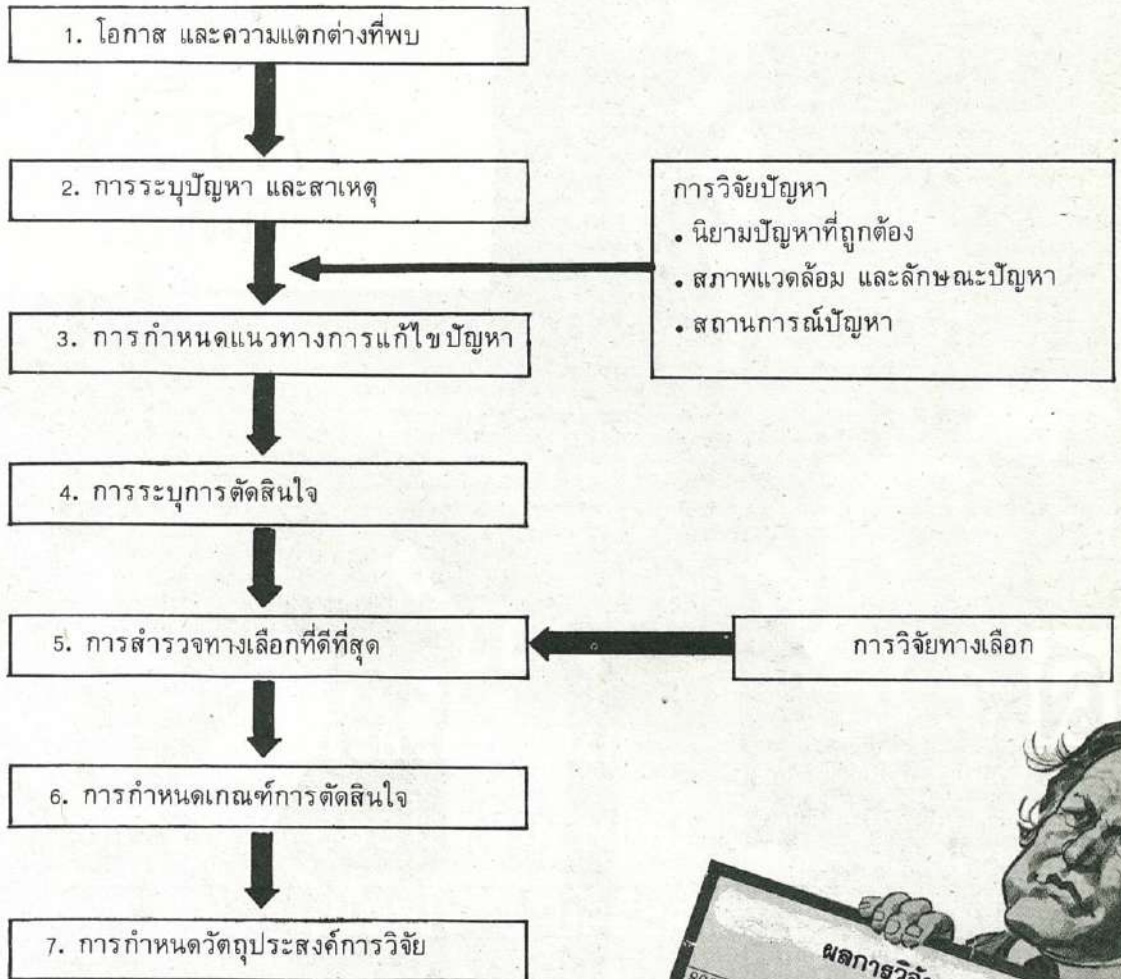 1. โอกาส และความแตกต่างที่พบ
2. การระบุปัญหา และสาเหตุ
การวิจัยปัญหา
• นิยามปัญหาที่ถูกต้อง
• สภาพแวดล้อม และลักษณะปัญหา
• สถานการณ์ปัญหา
3. การกำหนดแนวทางการแก้ไขปัญหา
4. การระบุการตัดสินใจ
5. การสำรวจทางเลือกที่ดีที่สุด
การวิจัยทางเลือก
6. การกำหนดเกณฑ์การตัดสินใจ
7. การกำหนดวัตถุประสงค์การวิจัย